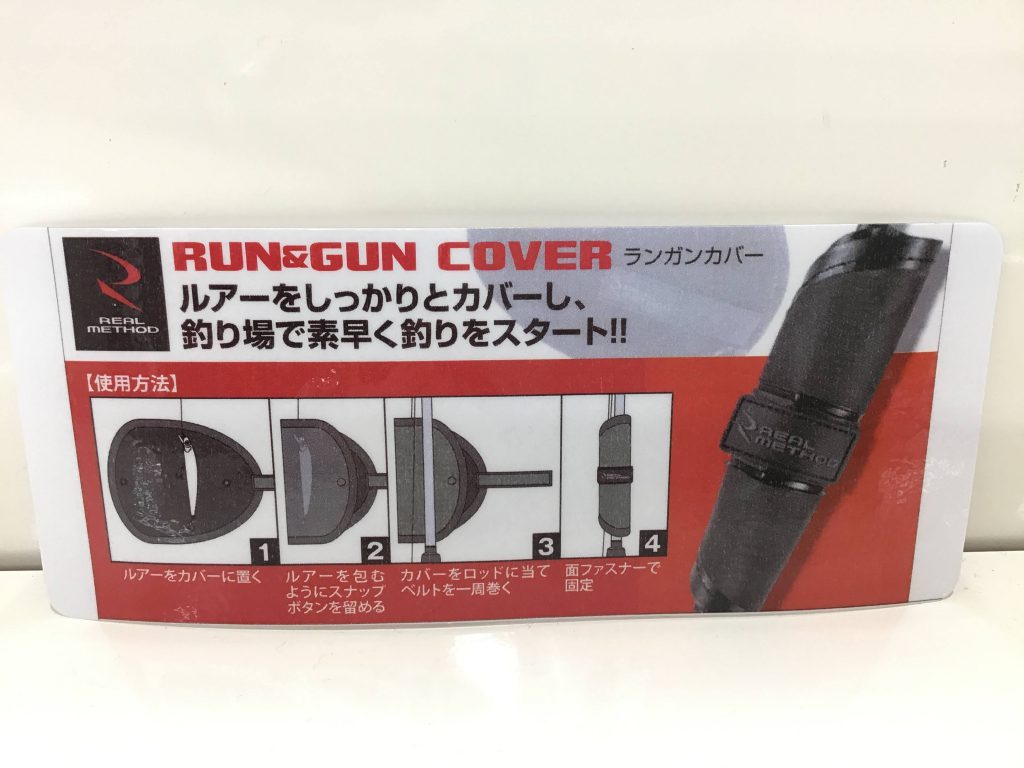 RUN&GUN COVER ランガンカバー
REAL
METHOD
ルアーをしっかりとカバーし、
釣り場で素早く釣りをスタート!!
【使用方法】
1
2
3
4
ルアーをカバーに置く
ルアーを包む
ようにスナップ
ボタンを留める
カバーをロッドに当て
ベルトを一周巻く
面ファスナーで
固定
REAL
METHOD